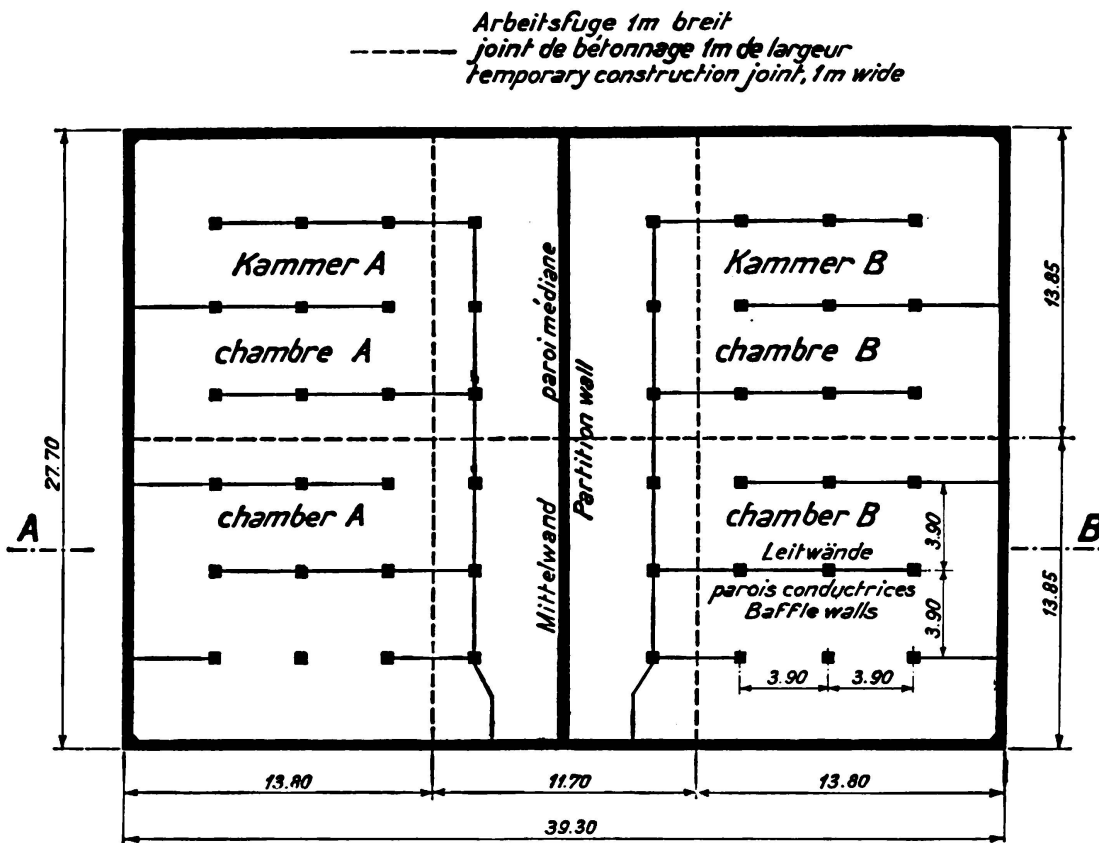 Arbeitsfuge 1m breit
joint de bétonnage 1m de largeur
temporary construction joint, 1m wide
Kammer A
chambre A
chamber A
Mittelwand
paroi médiane
Partition wall
Kammer B
chambre B
chamber B
Leitwände
parois conductrices
Baffle walls
3.90
3.90
3.90
3.90
13.85
13.85
27.70
A
B
13.80
11.70
13.80
39.30